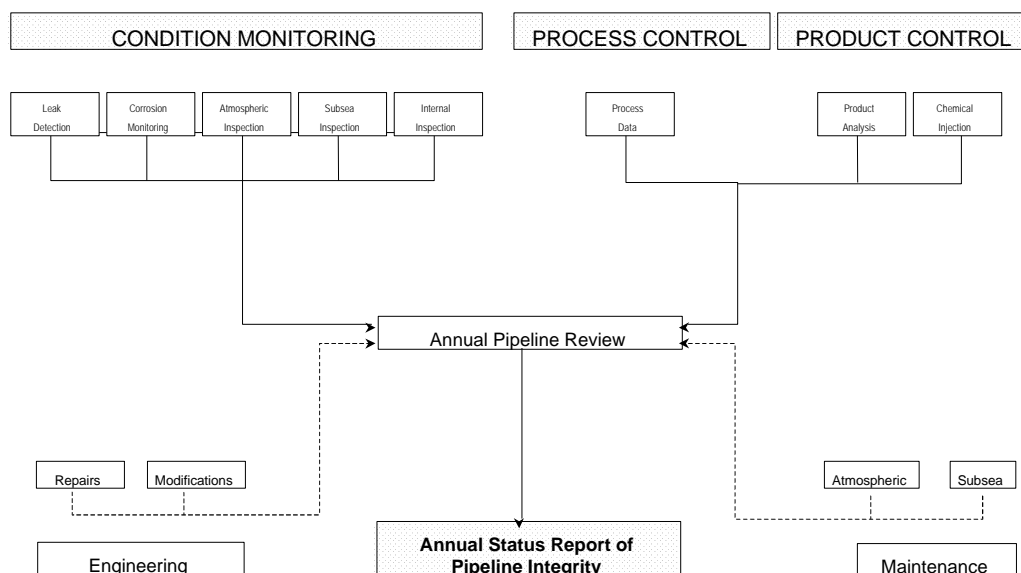 CONDITION MONITORING
PROCESS CONTROL
PRODUCT CONTROL
Leak
Detection
Corrosion
Monitoring
Atmospheric
Inspection
Subsea
Inspection
Internal
Inspection
Process
Data
Product
Analysis
Chemical
Injection
Annual Pipeline Review
Repairs
Modifications
Atmospheric
Subsea
Engineering
Annual Status Report of
Pipeline Integrity
Maintenance